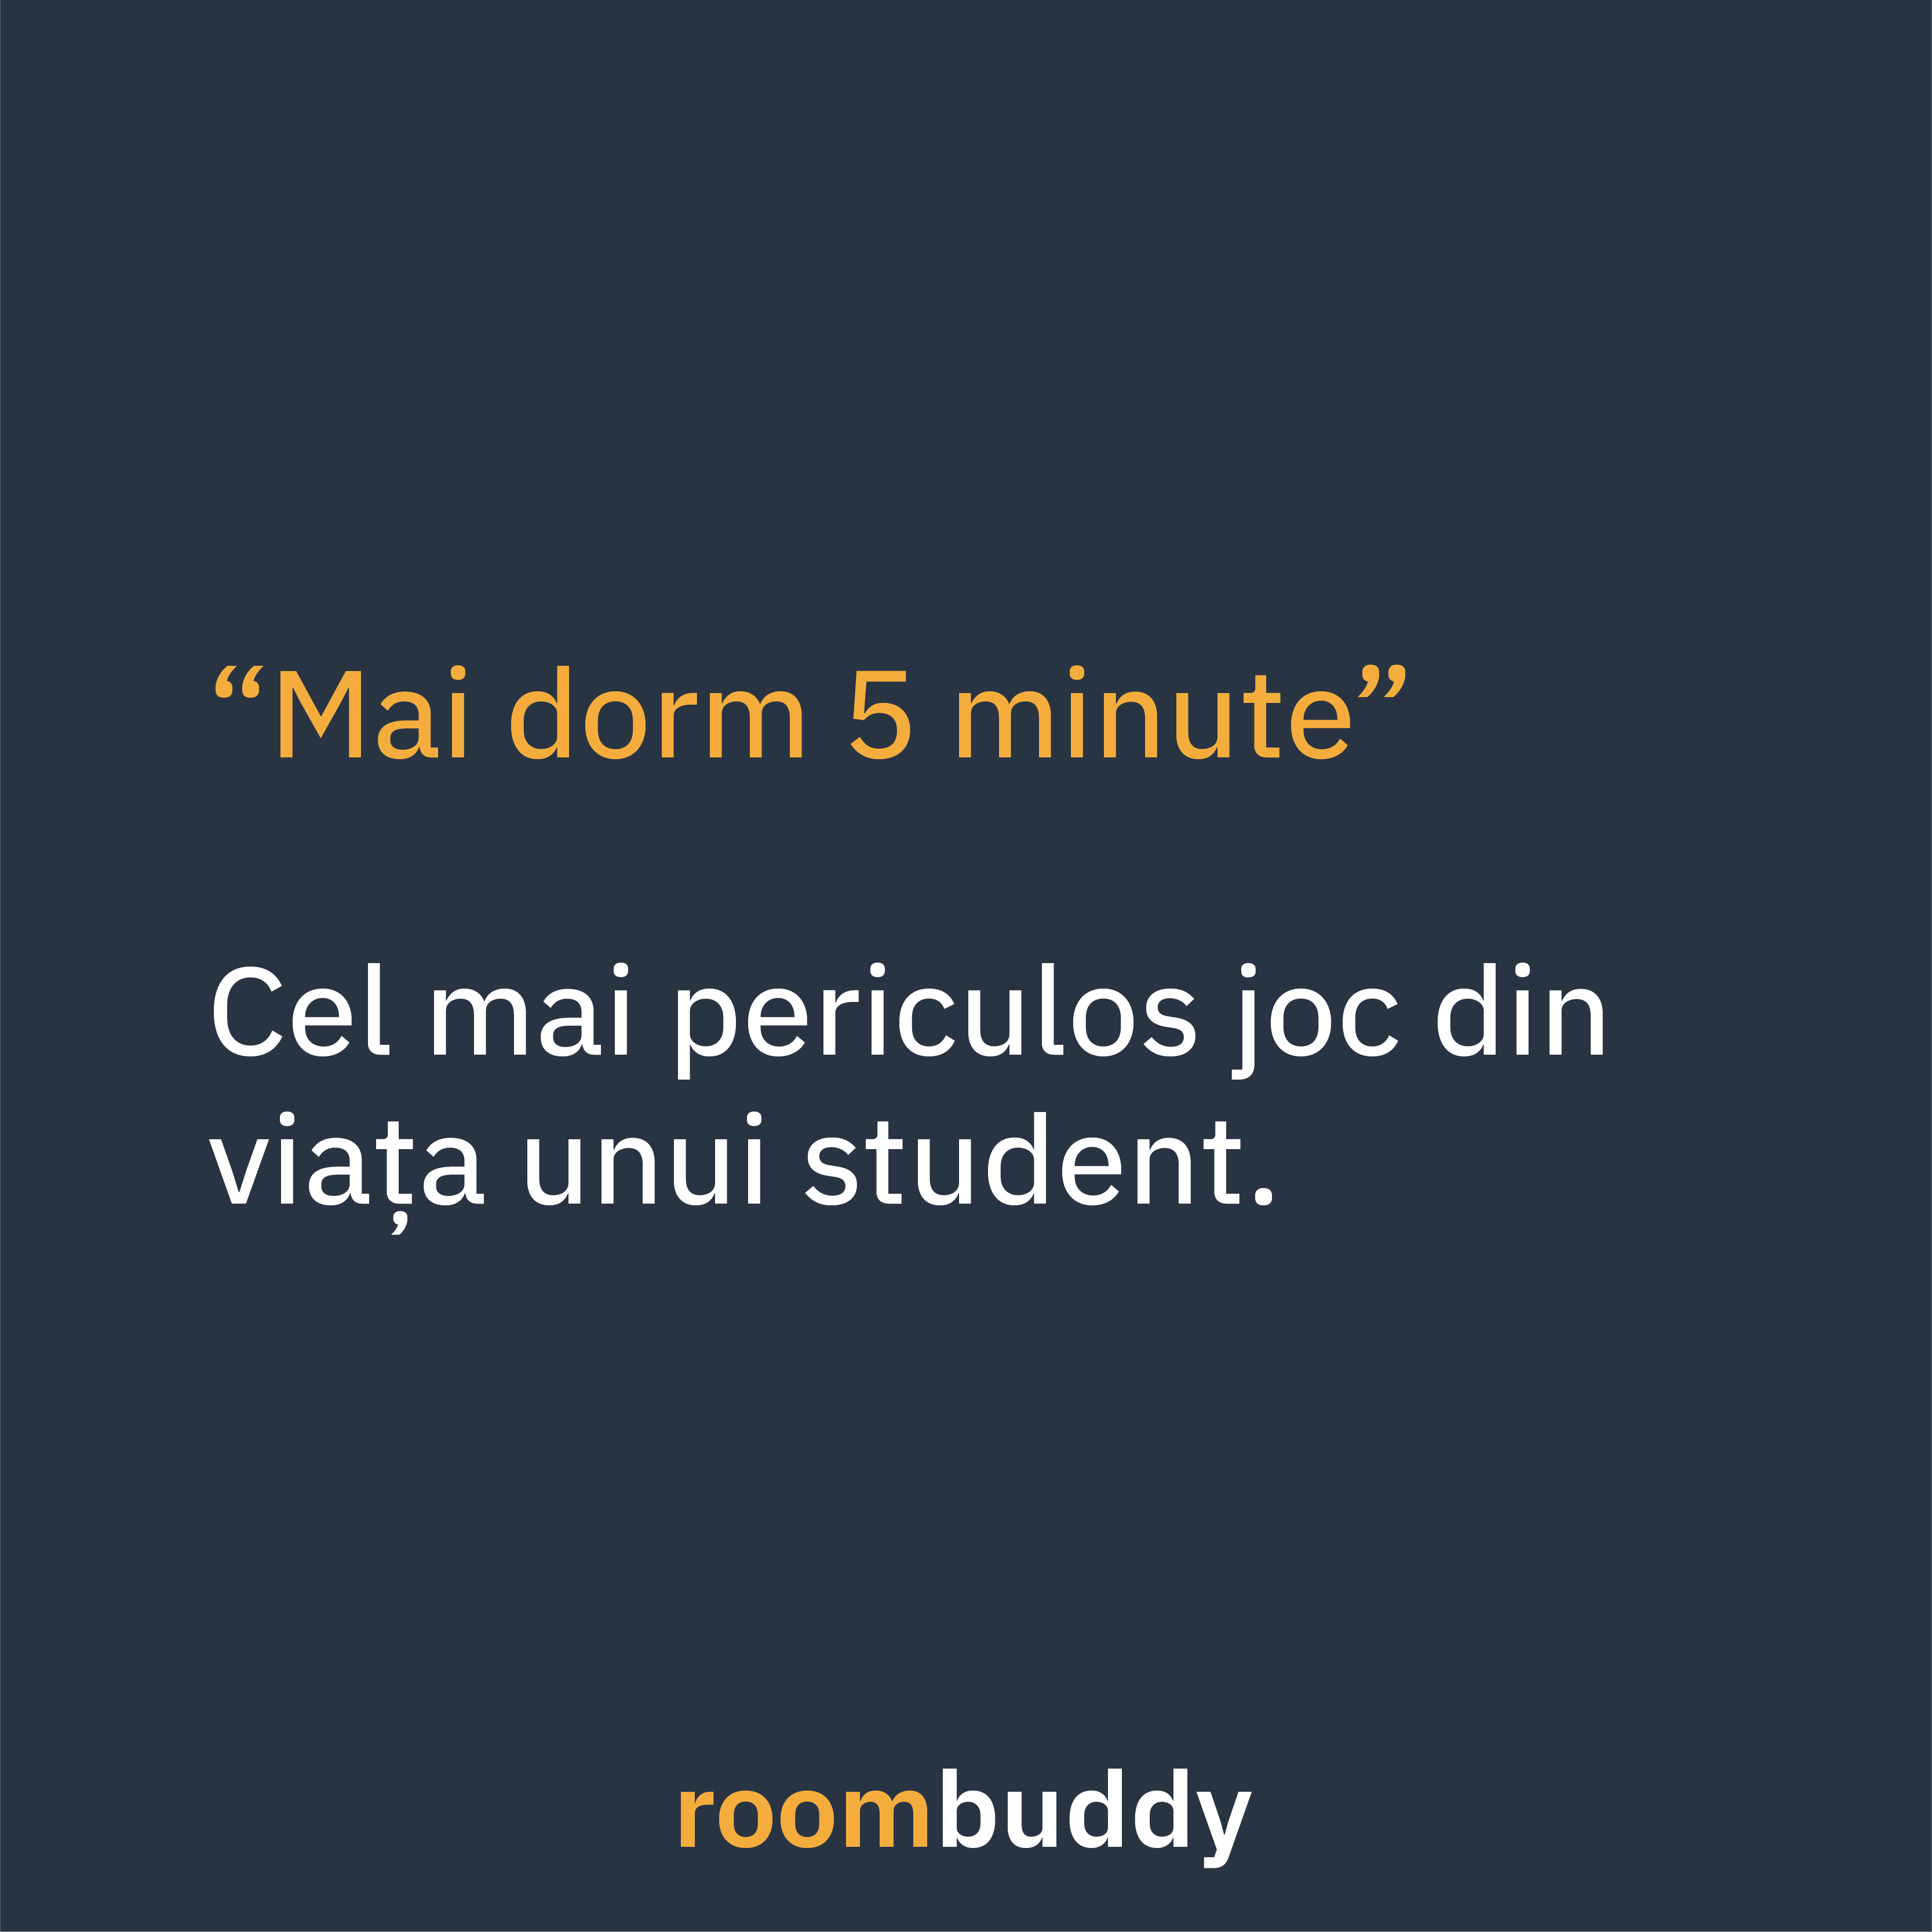 “Mai dorm 5 minute”
Cel mai periculos joc din
viața unui student.
roombuddy